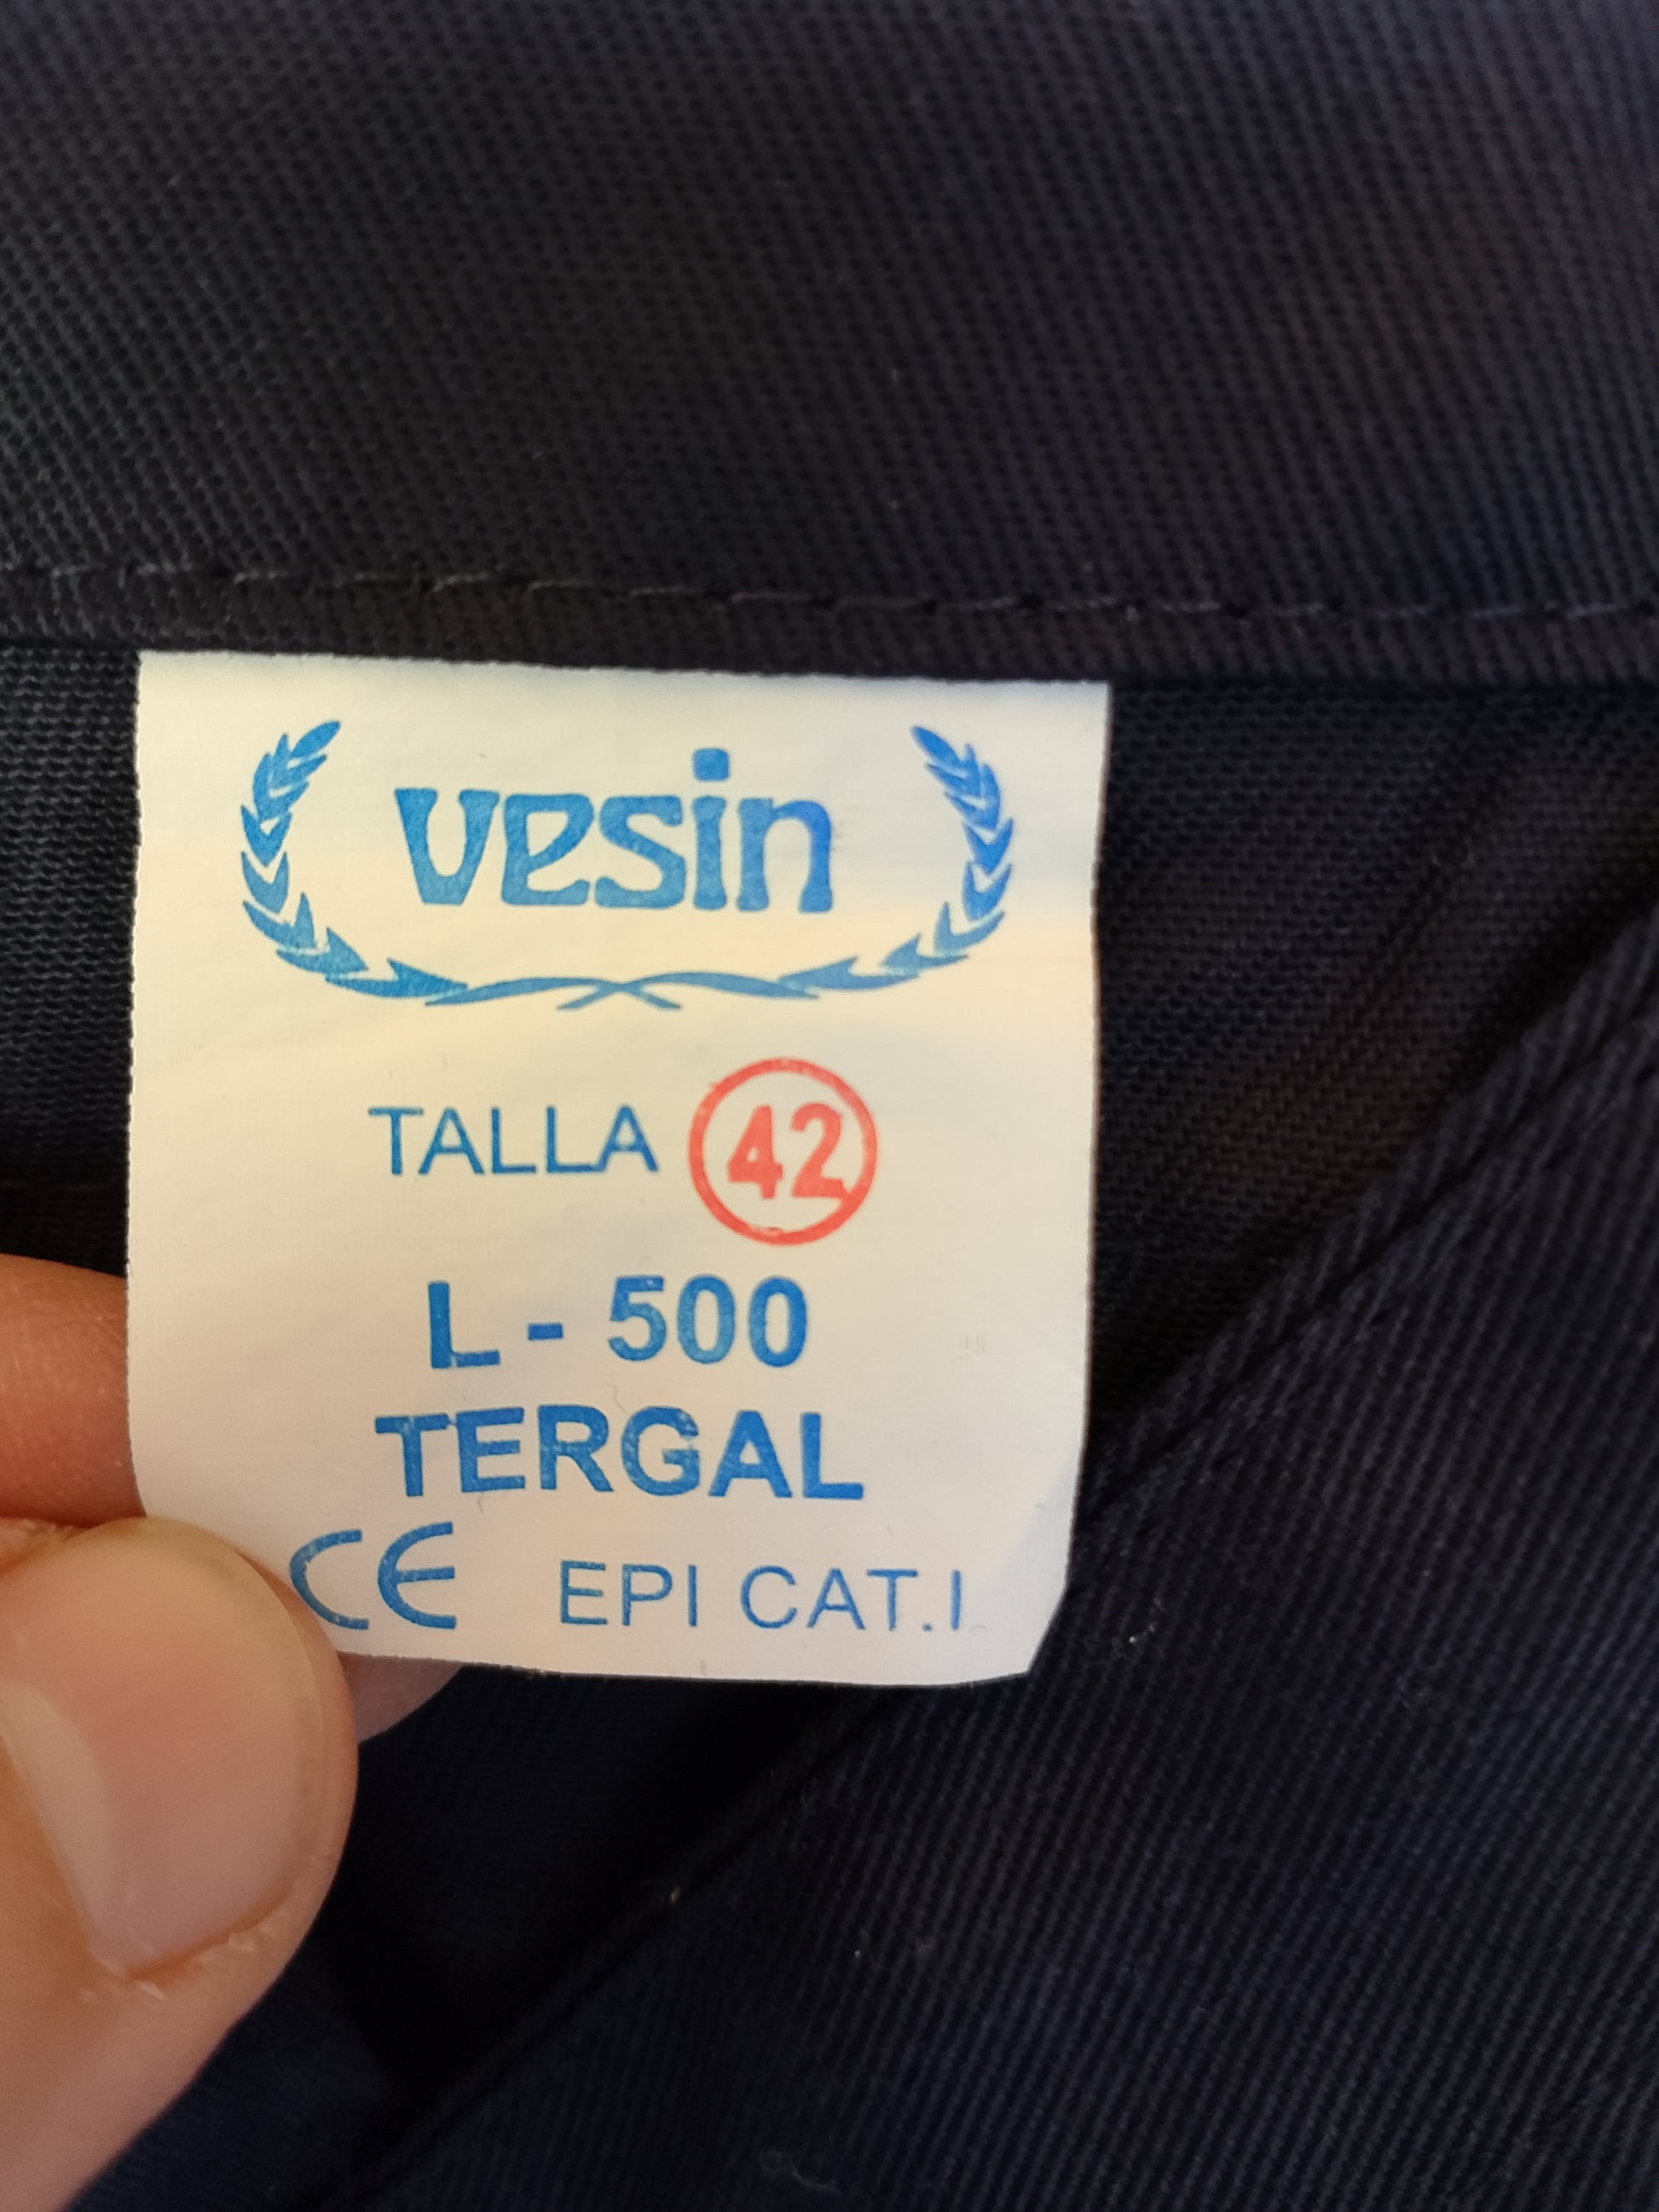 vesin
TALLA 42
L - 500
TERGAL
CE EPI CAT.I